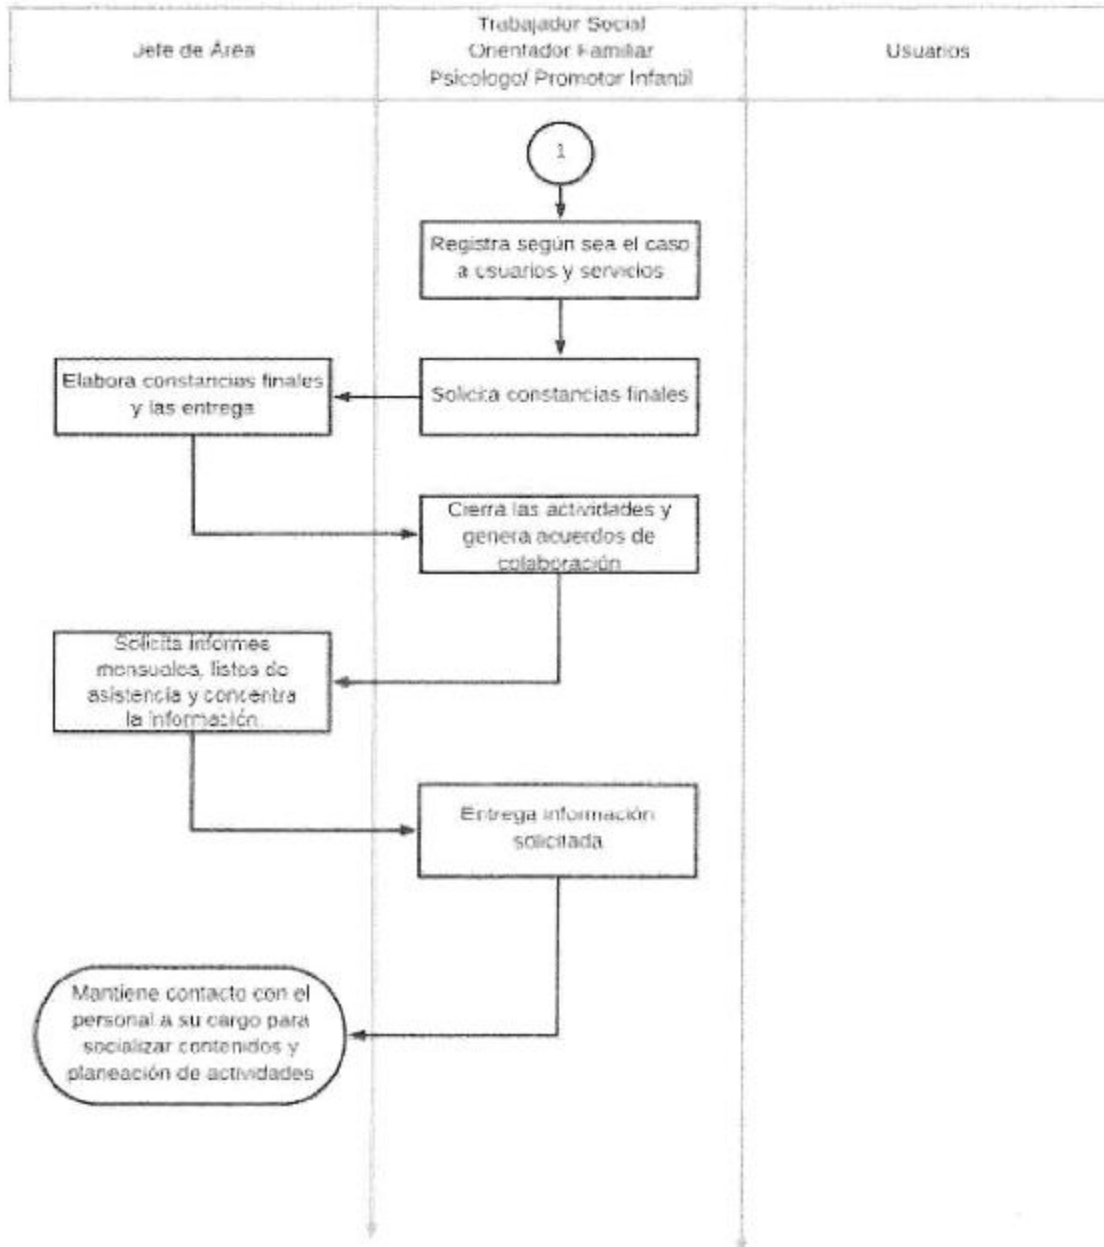 Jefe de Área
Trabajador Social
Orientador Familiar
Psicologo/ Promotor Infantil
Usuarios
1
Registra según sea el caso
a usuarios y servicios
Elabora constancias finales
y las entrega
Solicita constancias finales
Cierra las actividades y
genera acuerdos de
colaboración
Solicita informes
mensuales, listas de
asistencia y concentra
la información
Entrega información
solicitada
Mantiene contacto con el
personal a su cargo para
socializar contenidos y
planeación de actividades